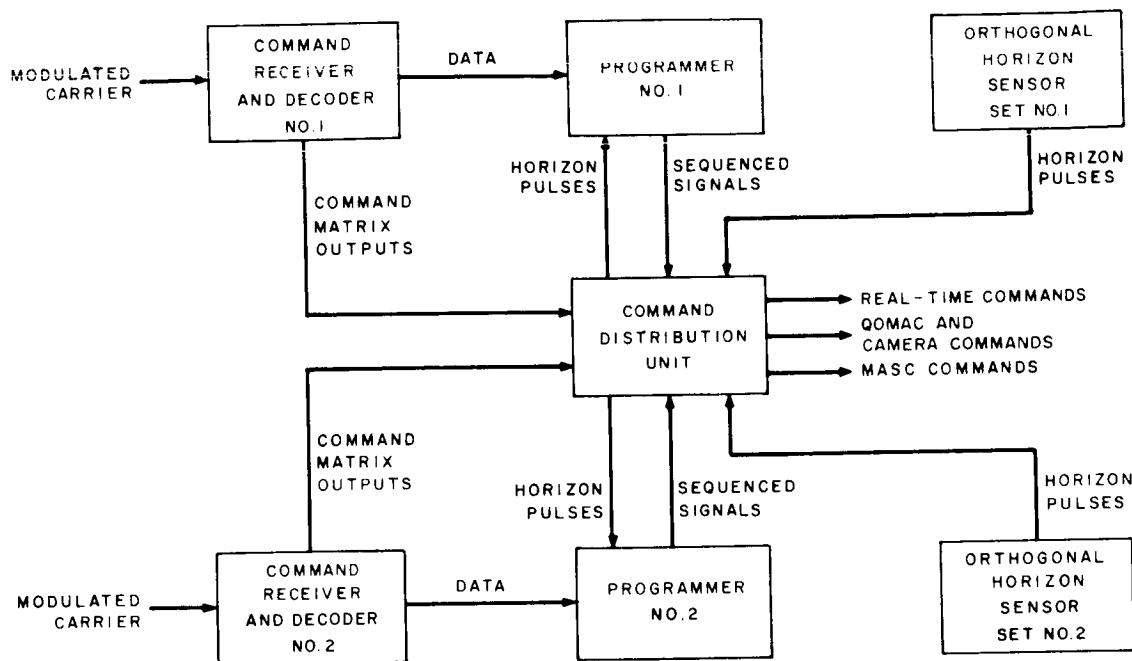 MODULATED
CARRIER
COMMAND
RECEIVER
AND DECODER
NO.1
DATA
PROGRAMMER
NO. 1
ORTHOGONAL
HORIZON
SENSOR
SET NO.1
HORIZON
PULSES
SEQUENCED
SIGNALS
HORIZON
PULSES
COMMAND
MATRIX
OUTPUTS
COMMAND
DISTRIBUTION
UNIT
REAL-TIME COMMANDS
QOMAC AND
CAMERA COMMANDS
MASC COMMANDS
COMMAND
MATRIX
OUTPUTS
HORIZON
PULSES
SEQUENCED
SIGNALS
HORIZON
PULSES
MODULATED
CARRIER
COMMAND
RECEIVER
AND DECODER
NO.2
DATA
PROGRAMMER
NO.2
ORTHOGONAL
HORIZON
SENSOR
SET NO.2